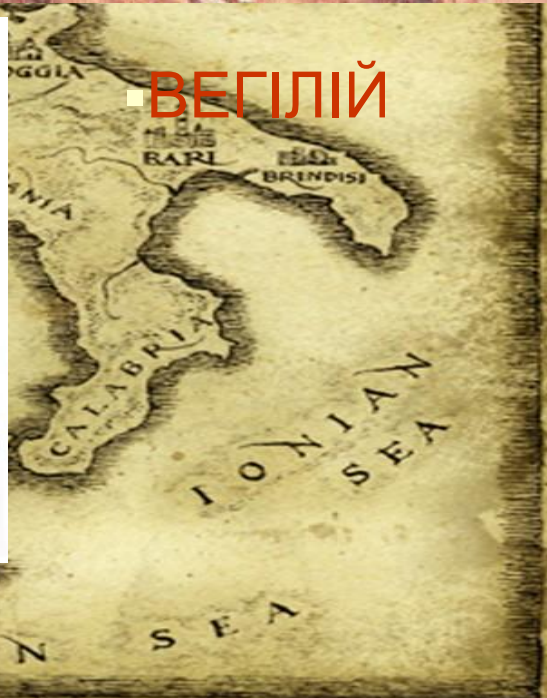 OGGIA
ВЕГІЛІЙ
BARI
BRINDISI
ANIA
CALABRIA
IONIAN
SEA
N SEA